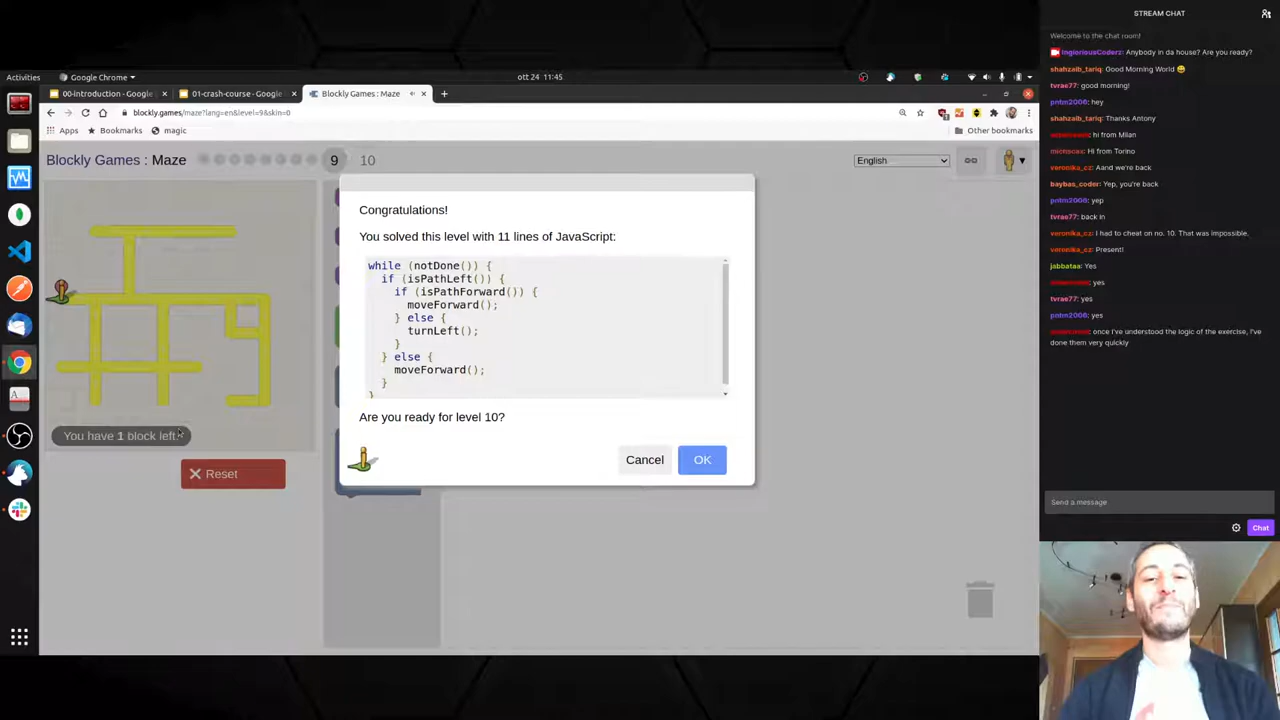 STREAM CHAT
Welcome to the chat room!
IngloriousCoderz: Anybody in da house? Are you ready?
shahzaib_tariq: Good Morning World 😄
tvrae77: good morning!
pntm2006: hey
shahzaib_tariq: Thanks Antony
hi from Milan
Hi from Torino
veronika_cz: Aand we're back
baybas_coder: Yep, you're back
pntm2006: yep
tvrae77: back in
veronika_cz: I had to cheat on no. 10. That was impossible.
veronika_cz: Present!
jabbataa: Yes
yes
tvrae77: yes
pntm2006: yes
once I've understood the logic of the exercise, I've
done them very quickly
Send a message
Chat
Activities
Google Chrome
ott 24 11:45
00-introduction - Google
01-crash-course - Google
Blockly Games : Maze
blockly.games/maze?lang=en&level=9&skin=0
Apps
Bookmarks
magic
Other bookmarks
Blockly Games : Maze
9
10
English
You have 1 block left.
Reset
Congratulations!
You solved this level with 11 lines of JavaScript:
while (notDone()) {
if (isPathLeft()) {
if (isPathForward()) {
moveForward();
} else {
turnLeft();
}
} else {
moveForward();
}
}
Are you ready for level 10?
Cancel
OK